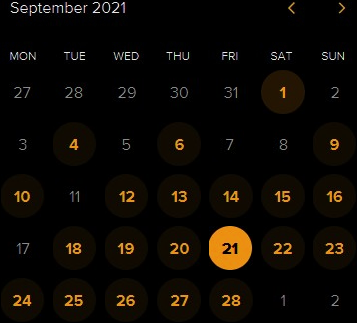 September 2021
MON TUE WED THU FRI SAT SUN
27 28 29 30 31 1 2
3 4 5 6 7 8 9
10 11 12 13 14 15 16
17 18 19 20 21 22 23
24 25 26 27 28 1 2